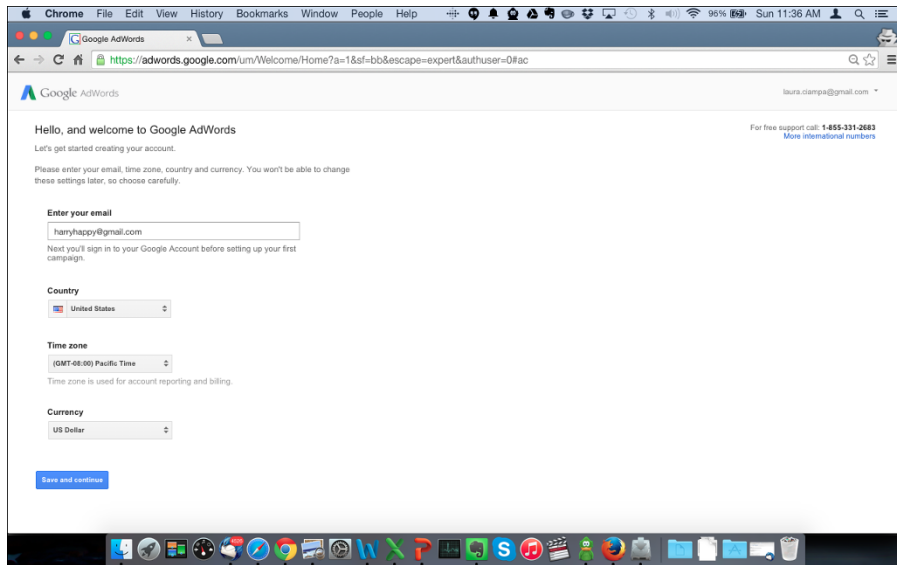 Chrome File Edit View History Bookmarks Window People Help 96% Sun 11:36 AM
Google AdWords
https://adwords.google.com/um/Welcome/Home?a=1&sf=bb&escape=expert&authuser=0#ac
Google AdWords
laura.ciampa@gmail.com
Hello, and welcome to Google AdWords
For free support call: 1-855-331-2683
More international numbers
Let's get started creating your account.
Please enter your email, time zone, country and currency. You won't be able to change
these settings later, so choose carefully.
Enter your email
harryhappy@gmail.com
Next you'll sign in to your Google Account before setting up your first
campaign.
Country
United States
Time zone
(GMT-08:00) Pacific Time
Time zone is used for account reporting and billing.
Currency
US Dollar
Save and continue